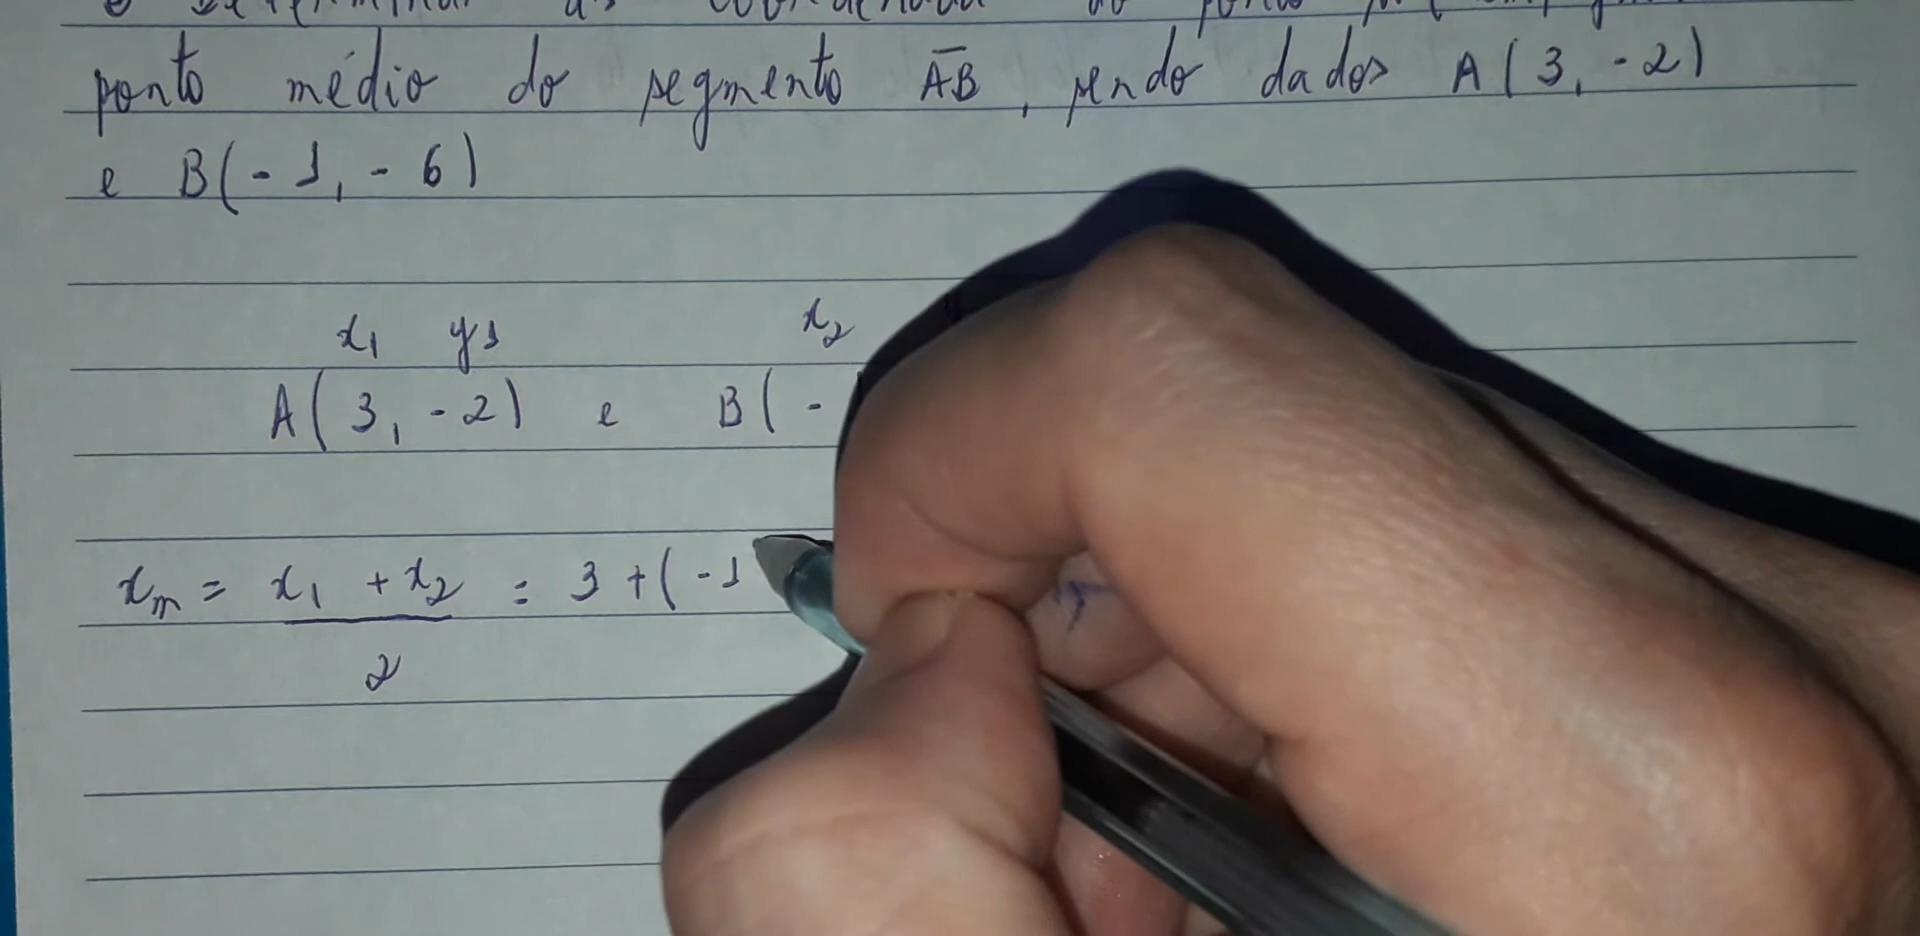 ponto médio do segmento AB, sendo dados A(3, -2)
e B(-1, -6)
x₁ y₁ x₂
A(3, -2) e B(-
xₘ = x₁ + x₂ = 3 + (-1
2